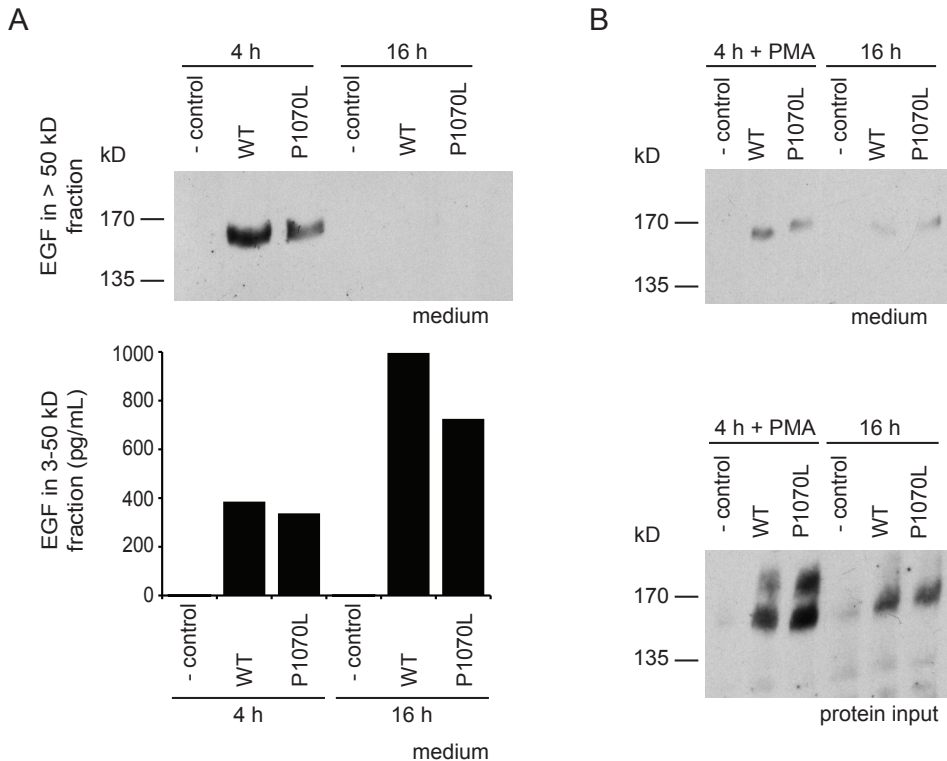 A
4 h
16 h
- control
WT
P1070L
- control
WT
P1070L
kD
EGF in > 50 kD
fraction
170
135
medium
EGF in 3-50 kD
fraction (pg/mL)
1000
800
600
400
200
0
- control
WT
P1070L
- control
WT
P1070L
4 h
16 h
medium
B
4 h + PMA
16 h
- control
WT
P1070L
- control
WT
P1070L
kD
170
135
medium
4 h + PMA
16 h
- control
WT
P1070L
- control
WT
P1070L
kD
170
135
protein input